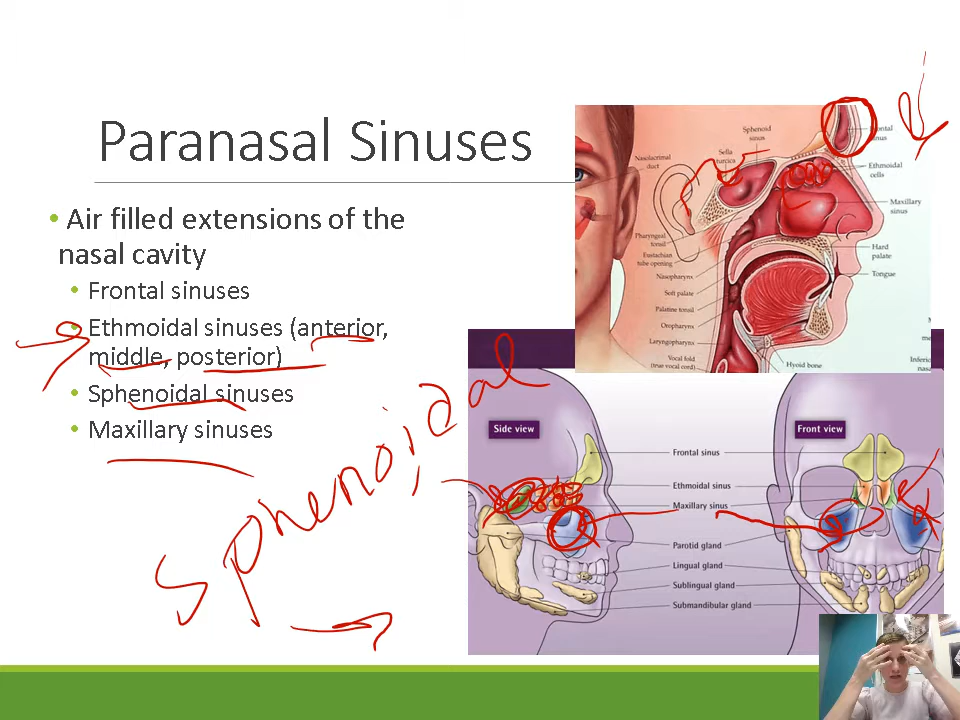 Paranasal Sinuses
• Air filled extensions of the
nasal cavity
• Frontal sinuses
• Ethmoidal sinuses (anterior,
middle, posterior)
• Sphenoidal sinuses
• Maxillary sinuses
Sphenoidal
Nasolacrimal
duct
Sella
turcica
Sphenoid
sinus
sinus
Ethmoidal
cells
Maxillary
sinus
Hard
palate
Tongue
Pharyngeal
tonsil
Eustachian
tube opening
Nasopharynx
Soft palate
Palatine tonsil
Oropharynx
Laryngopharynx
Vocal fold
(true vocal cord)
Hyoid bone
Side view
Front view
Frontal sinus
Ethmoidal sinus
Maxillary sinus
Parotid gland
Lingual gland
Sublingual gland
Submandibular gland